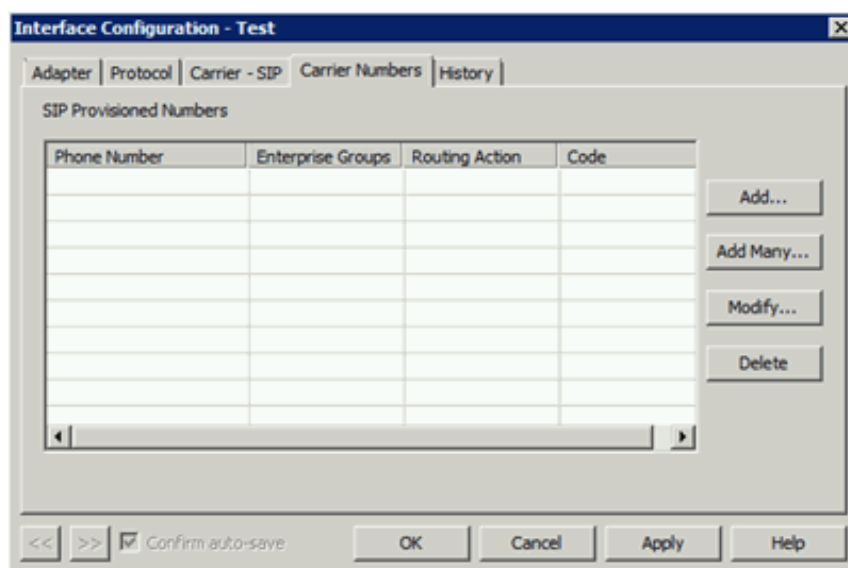 Interface Configuration - Test
Adapter Protocol Carrier - SIP Carrier Numbers History
SIP Provisioned Numbers
Phone Number Enterprise Groups Routing Action Code
Add...
Add Many...
Modify...
Delete
<< >> Confirm auto-save OK Cancel Apply Help